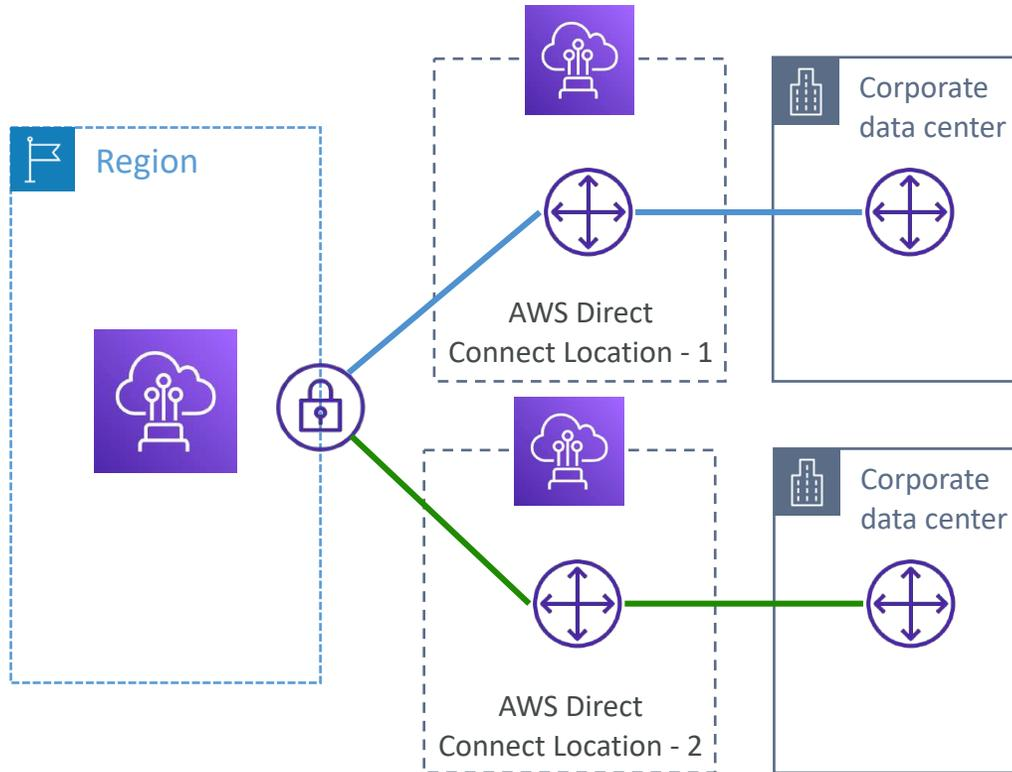 Corporate
data center
Region
AWS Direct
Connect Location - 1
Corporate
data center
AWS Direct
Connect Location - 2